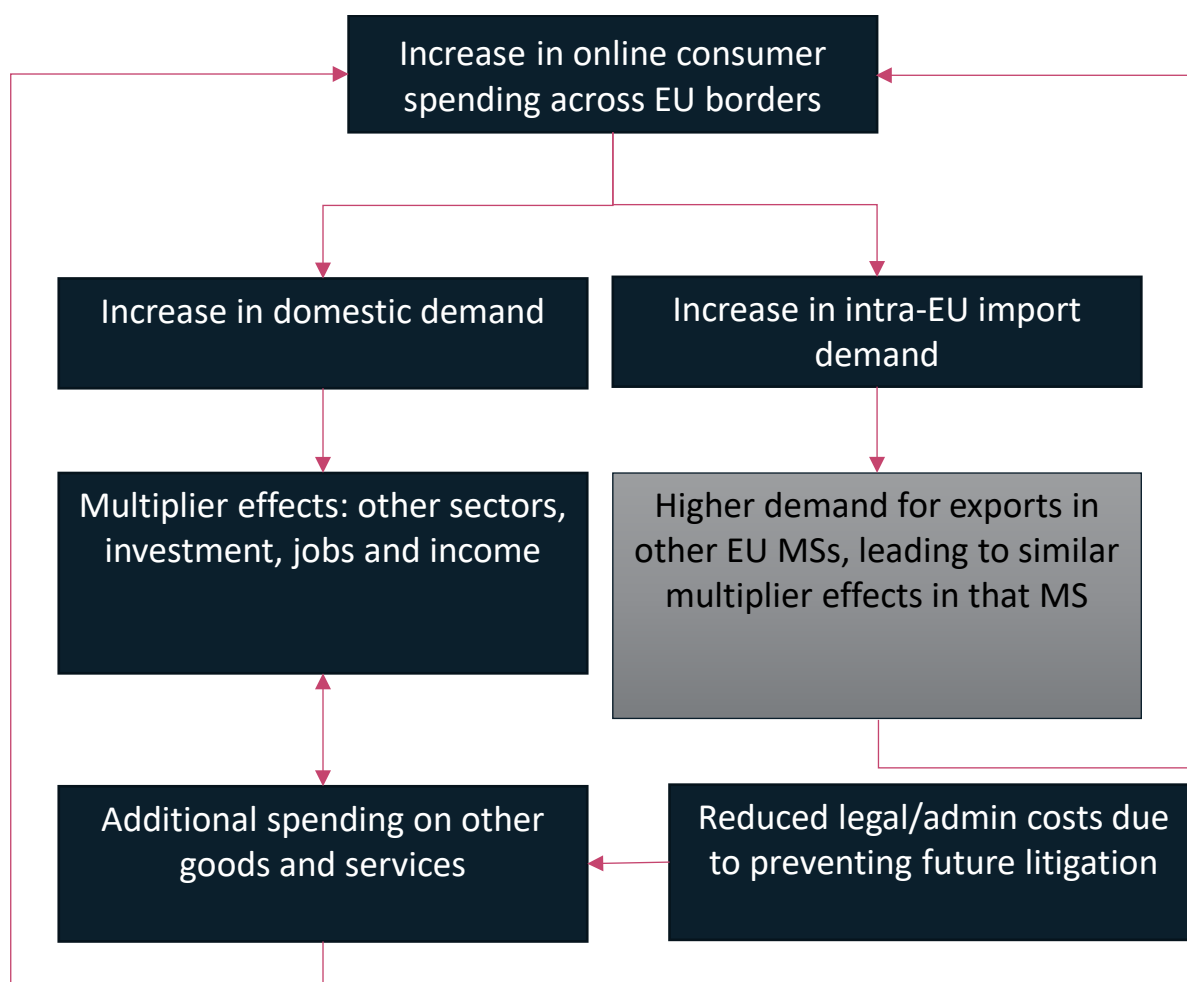 Increase in online consumer
spending across EU borders
Increase in domestic demand
Increase in intra-EU import
demand
Multiplier effects: other sectors,
investment, jobs and income
Higher demand for exports in
other EU MSs, leading to similar
multiplier effects in that MS
Additional spending on other
goods and services
Reduced legal/admin costs due
to preventing future litigation